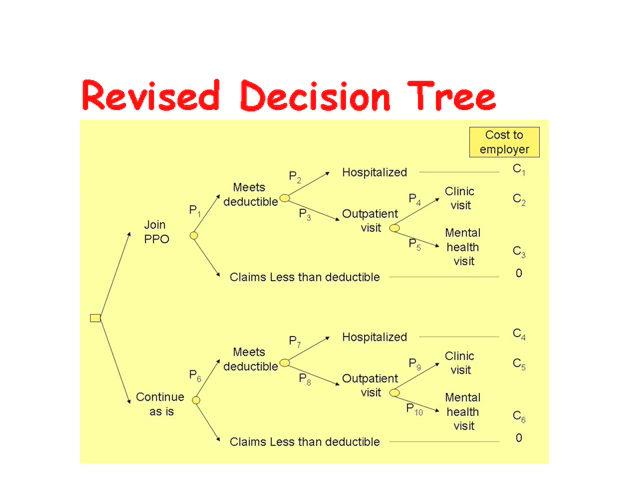 Revised Decision Tree
Cost to
employer
P2
Hospitalized
C1
Meets
deductible
P4
Clinic
visit
C2
P1
P3
Outpatient
visit
Join
PPO
P5
Mental
health
visit
C3
Claims Less than deductible
0
P7
Hospitalized
C4
Meets
deductible
P9
Clinic
visit
C5
P6
P8
Outpatient
visit
Continue
as is
P10
Mental
health
visit
C6
Claims Less than deductible
0